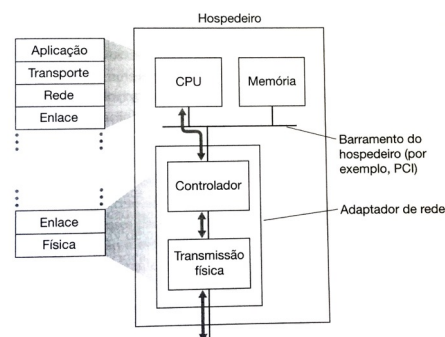 Hospedeiro
Aplicação
Transporte
Rede
Enlace
CPU
Memória
Barramento do
hospedeiro (por
exemplo, PCI)
Controlador
Adaptador de rede
Enlace
Física
Transmissão
física